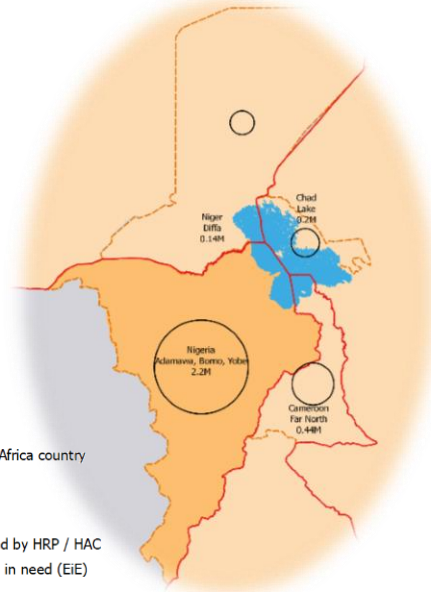 Chad
Lake
0.2M
Niger
Diffa
0.14M
Nigeria
Adamawa, Borno, Yobe
2.2M
Cameroon
Far North
0.44M
Africa country
d by HRP / HAC
in need (EiE)